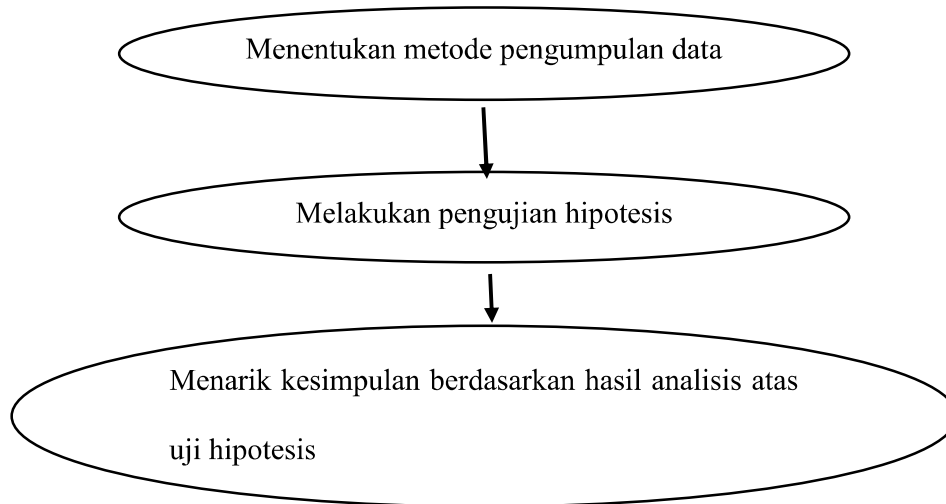 Menentukan metode pengumpulan data
Melakukan pengujian hipotesis
Menarik kesimpulan berdasarkan hasil analisis atas
uji hipotesis